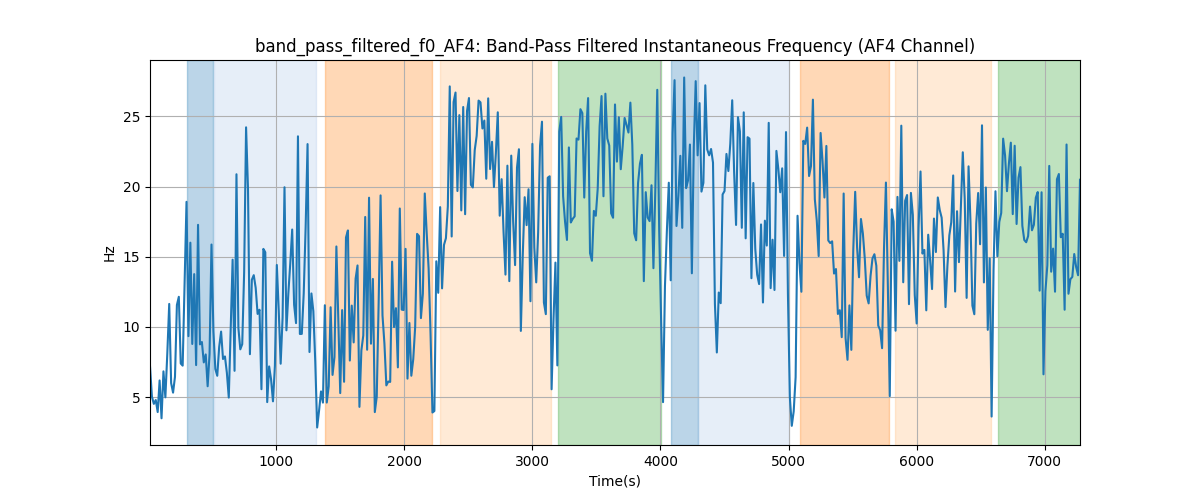 band_pass_filtered_f0_AF4: Band-Pass Filtered Instantaneous Frequency (AF4 Channel)
25
20
15
10
5
Hz
1000 2000 3000 4000 5000 6000 7000
Time(s)